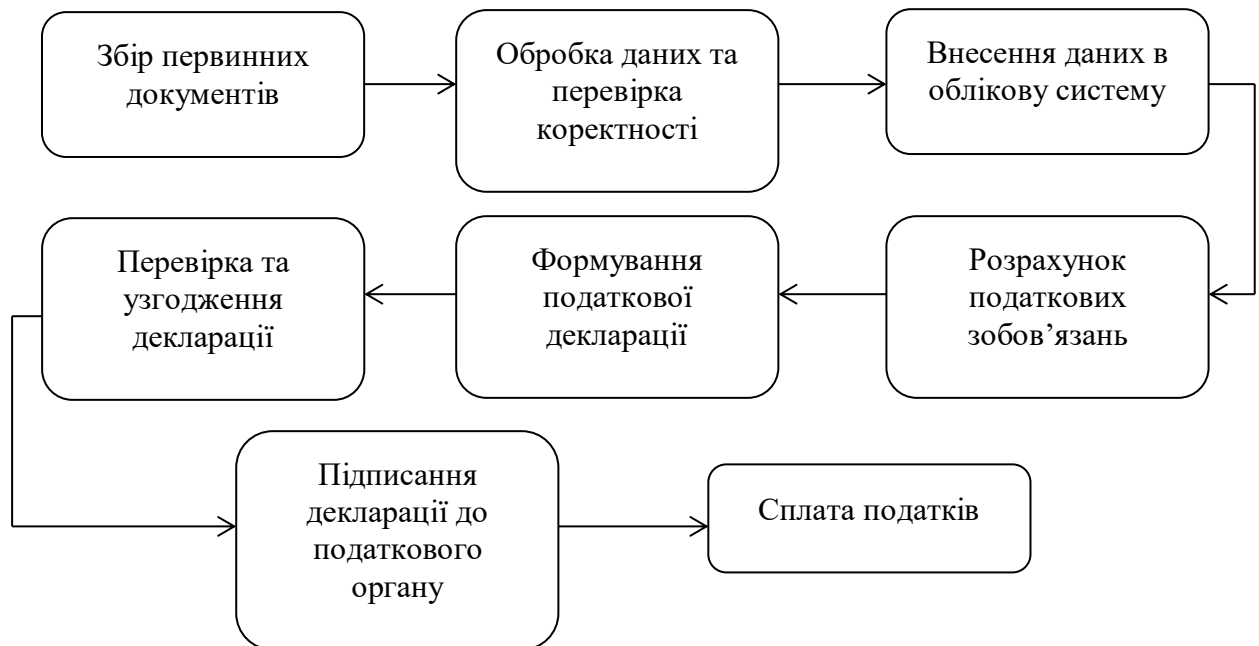 Збір первинних
документів
Обробка даних та
перевірка
коректності
Внесення даних в
облікову систему
Розрахунок
податкових
зобов’язань
Формування
податкової
декларації
Перевірка та
узгодження
декларації
Підписання
декларації до
податкового
органу
Сплата податків